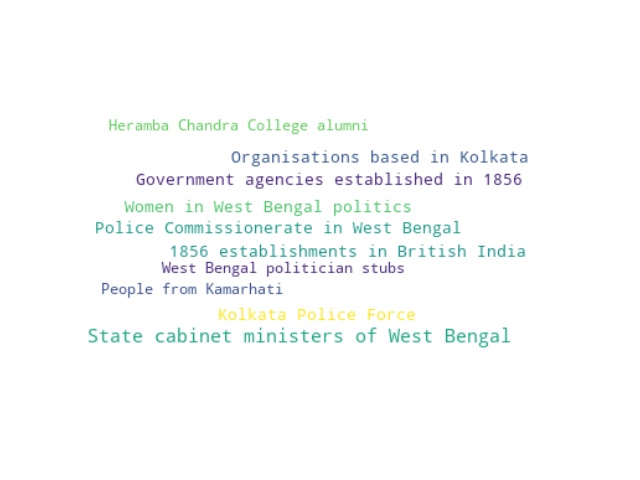 Heramba Chandra College alumni
Organisations based in Kolkata
Government agencies established in 1856
Women in West Bengal politics
Police Commissionerate in West Bengal
1856 establishments in British India
West Bengal politician stubs
People from Kamarhati
Kolkata Police Force
State cabinet ministers of West Bengal